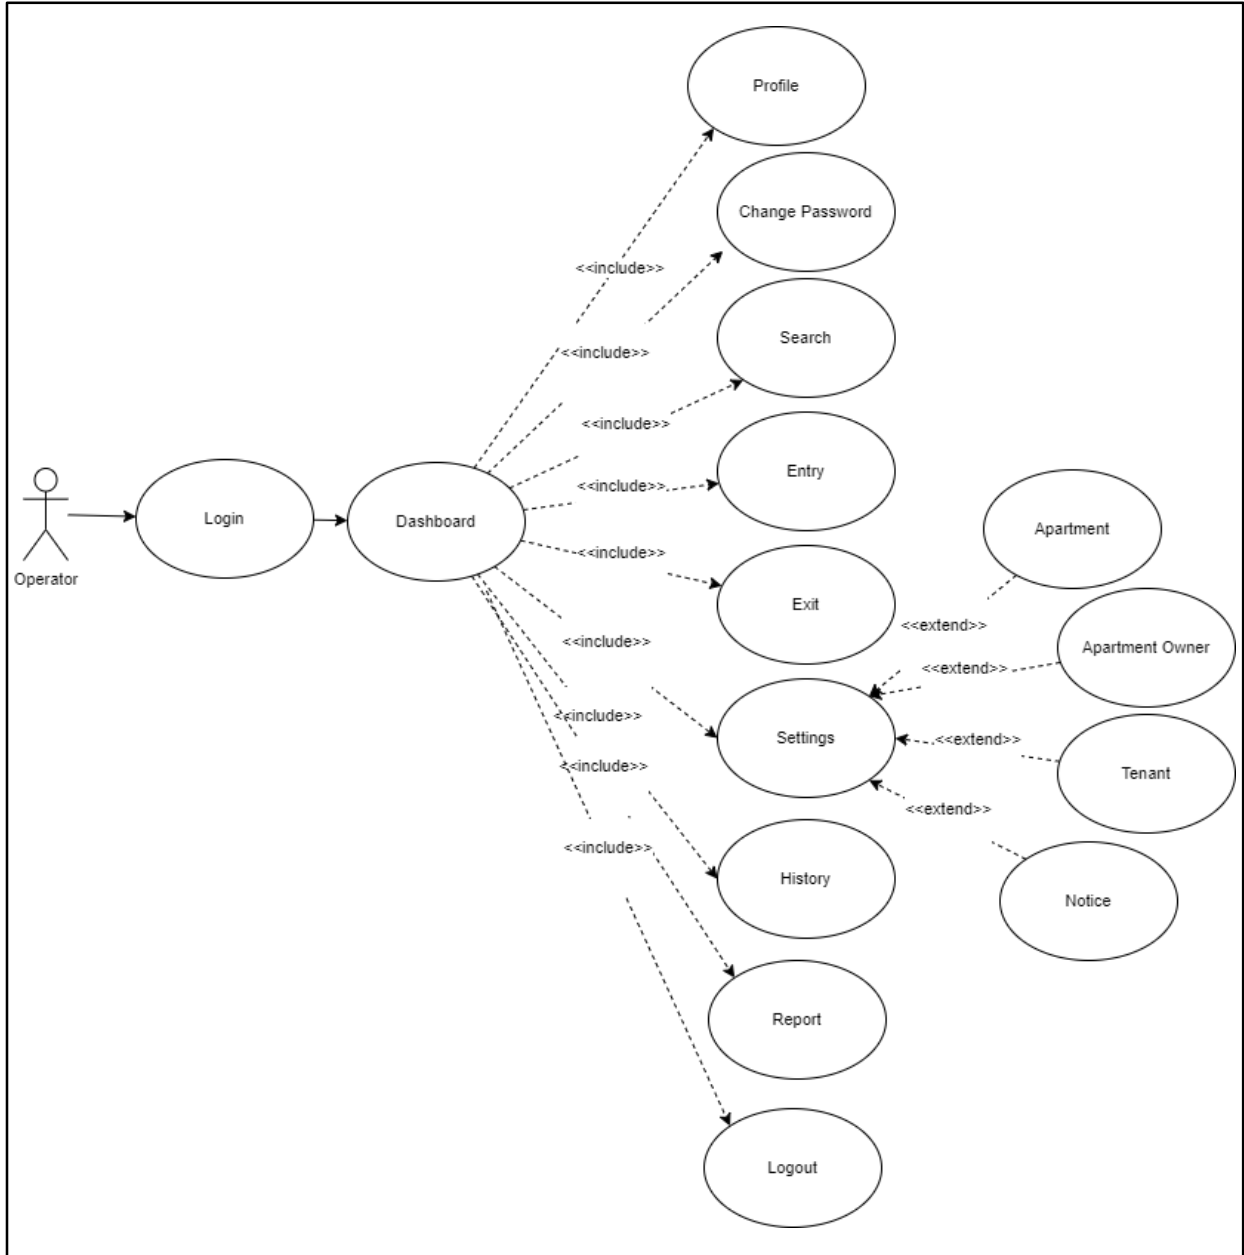 Profile
Change Password
<<include>>
Search
<<include>>
<<include>>
Entry
<<include>>
Operator
Login
Dashboard
Apartment
<<include>>
Exit
<<extend>>
Apartment Owner
<<include>>
<<extend>>
<<include>>
Settings
<<extend>>
Tenant
<<include>>
<<extend>>
<<include>>
History
Notice
Report
Logout